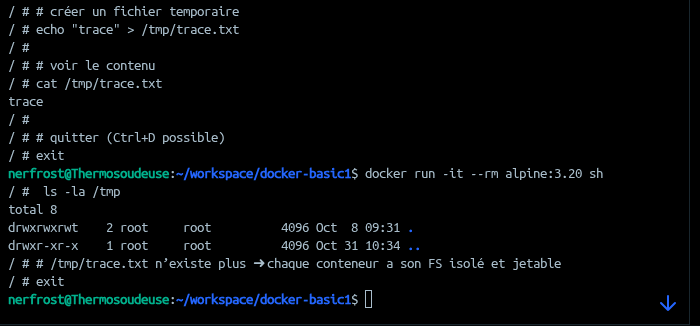 / # # créer un fichier temporaire
/ # echo "trace" > /tmp/trace.txt
/ #
/ # # voir le contenu
/ # cat /tmp/trace.txt
trace
/ #
/ # # quitter (Ctrl+D possible)
/ # exit
nerfrost@Thermosoudeuse:~/workspace/docker-basic1$ docker run -it --rm alpine:3.20 sh
/ #  ls -la /tmp
total 8
drwxrwxrwt    2 root     root          4096 Oct  8 09:31 .
drwxr-xr-x    1 root     root          4096 Oct 31 10:34 ..
/ # # /tmp/trace.txt n’existe plus ➜chaque conteneur a son FS isolé et jetable
/ # exit
nerfrost@Thermosoudeuse:~/workspace/docker-basic1$